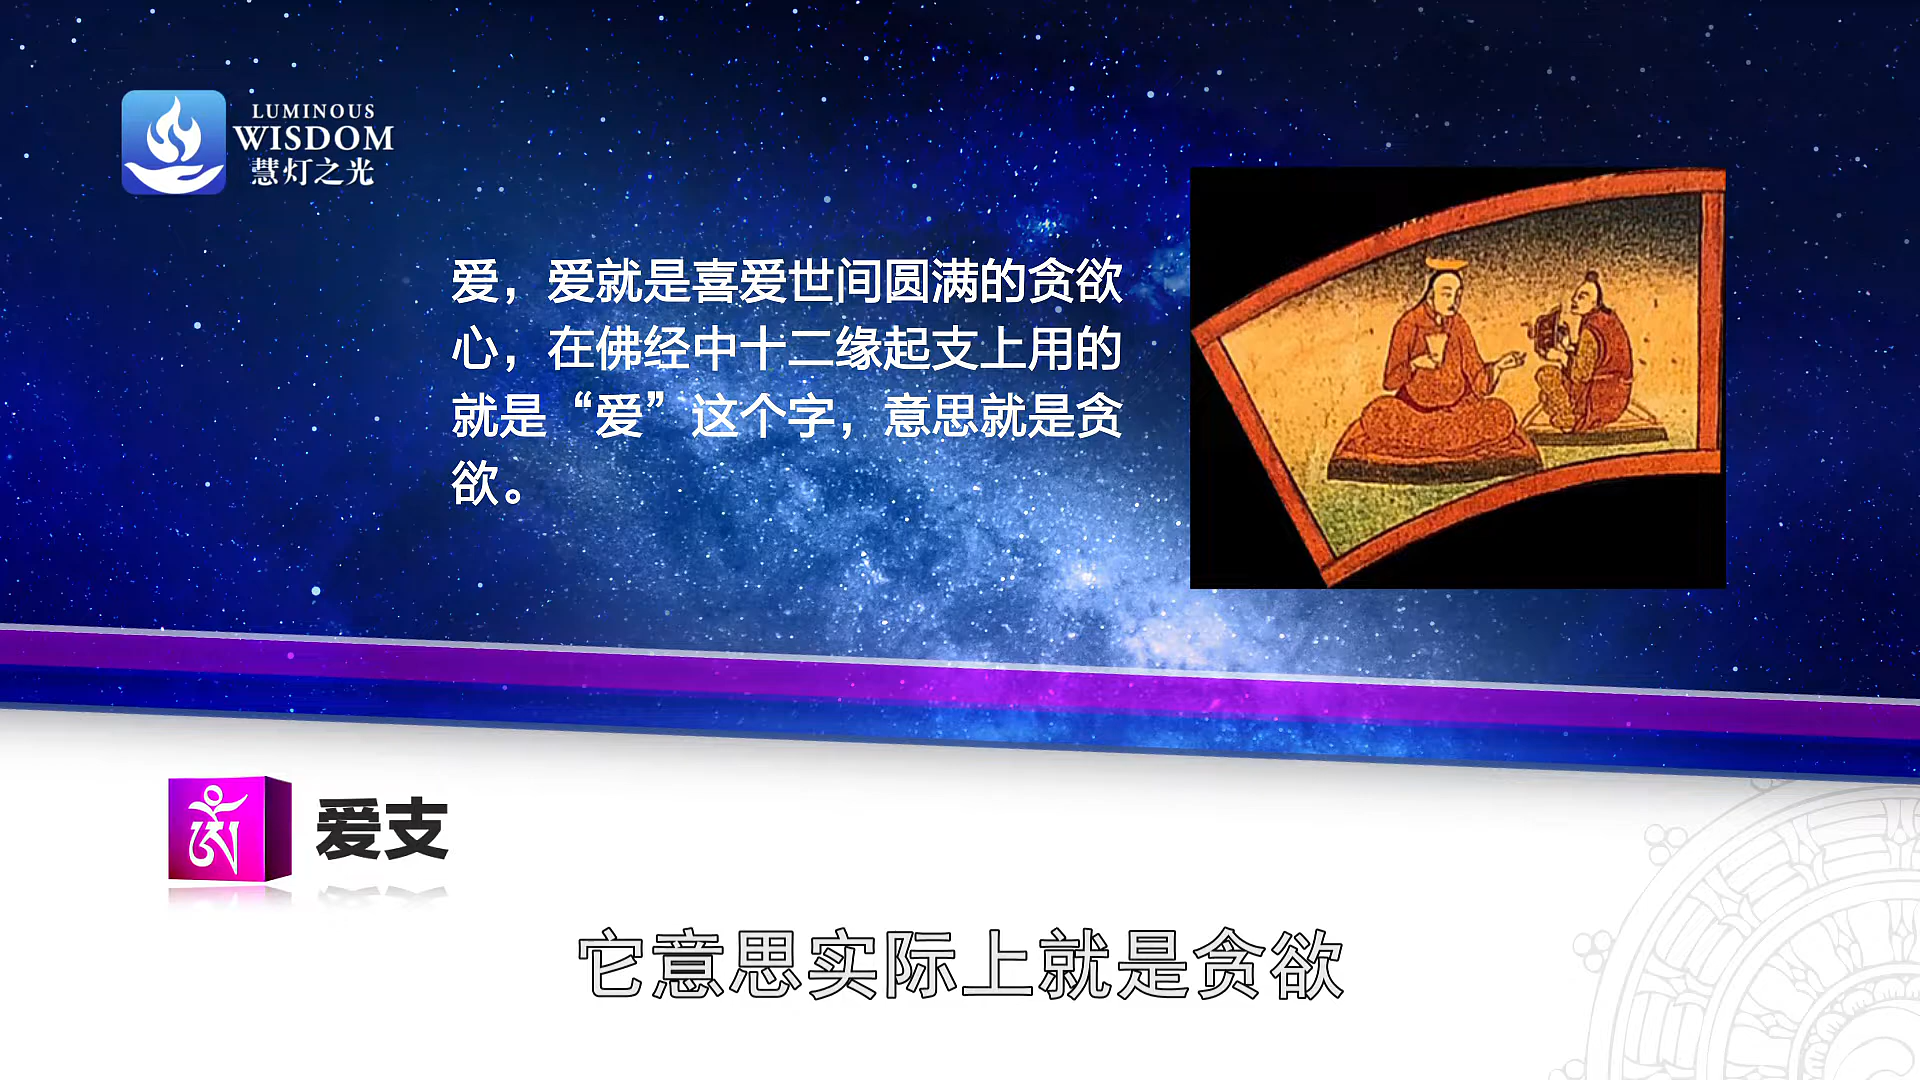 LUMINOUS
WISDOM
慧灯之光
爱，爱就是喜爱世间圆满的贪欲
心，在佛经中十二缘起支上用的
就是“爱”这个字，意思就是贪
欲。
ༀ
爱支
它意思实际上就是贪欲